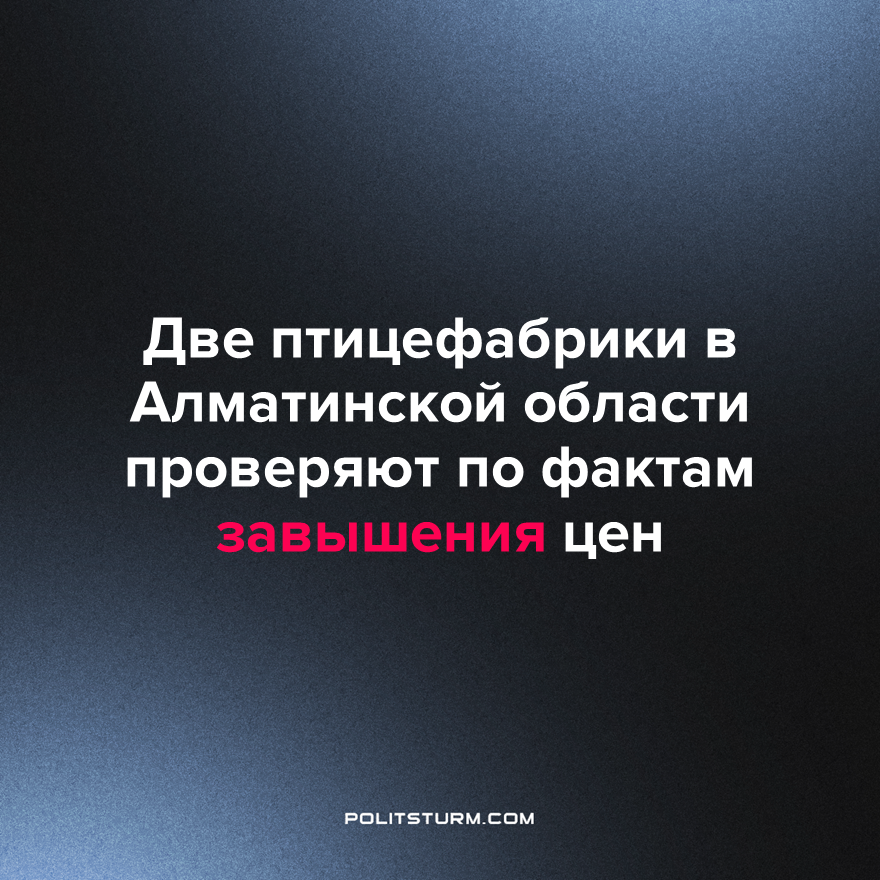 Две птицефабрики в
Алматинской области
проверяют по фактам
завышения цен
POLITSTURM.COM